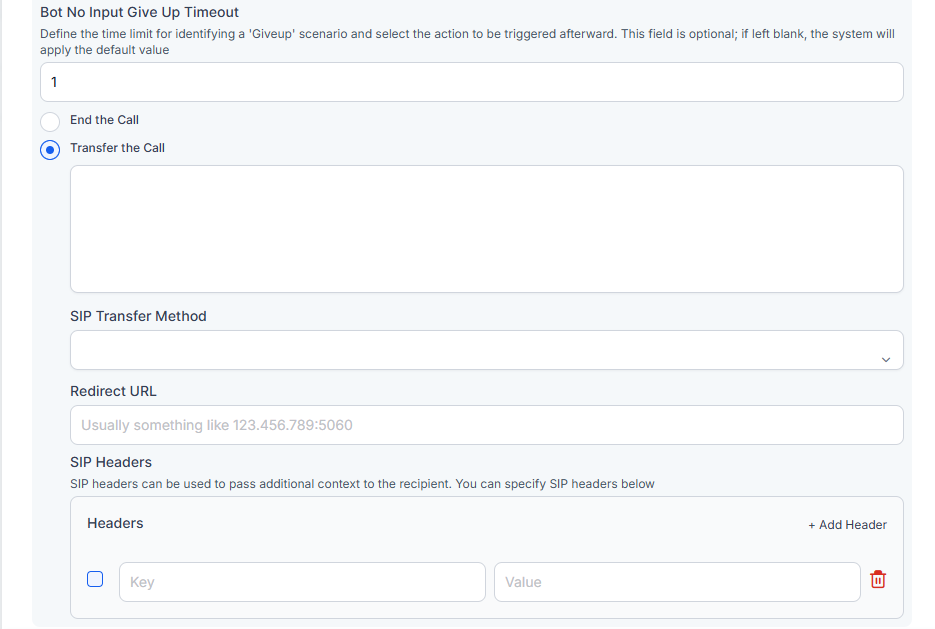 Bot No Input Give Up Timeout
Define the time limit for identifying a 'Giveup' scenario and select the action to be triggered afterward. This field is optional; if left blank, the system will
apply the default value
1
End the Call
Transfer the Call
SIP Transfer Method
Redirect URL
Usually something like 123.456.789:5060
SIP Headers
SIP headers can be used to pass additional context to the recipient. You can specify SIP headers below
Headers
+ Add Header
Key
Value